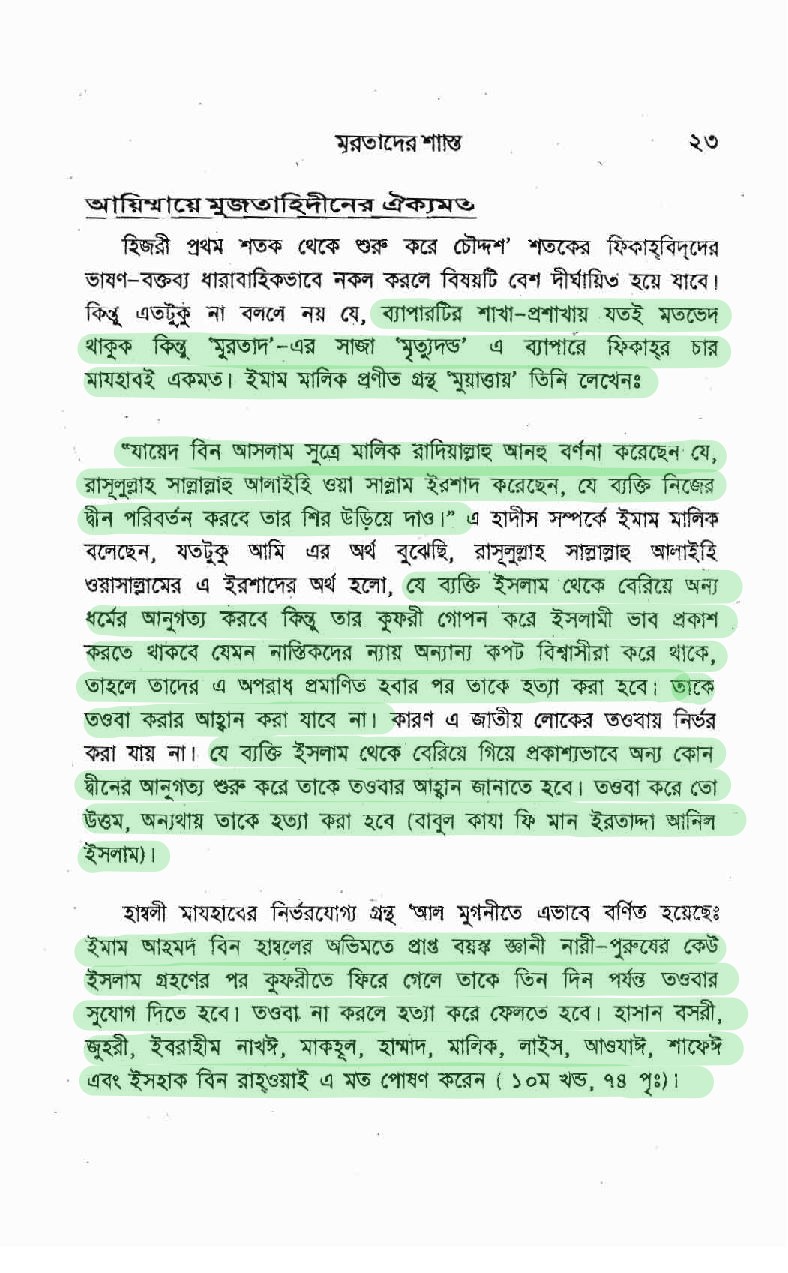 মুরতাদের শাস্তি ২৩
আয়িম্মায়ে মুজতাহিদীনের ঐক্যমত
হিজরী প্রথম শতক থেকে শুরু করে চৌদ্দশ’ শতকের ফিকাহ্‌বিদ্‌দের
ভাষণ-বক্তব্য ধারাবাহিকভাবে নকল করলে বিষয়টি বেশ দীর্ঘায়িত হয়ে যাবে।
কিন্তু এতটুকু না বললে নয় যে, ব্যাপারটির শাখা-প্রশাখায় যতই মতভেদ
থাকুক কিন্তু ‘মুরতাদ’-এর সাজা ‘মৃত্যুদন্ড’ এ ব্যাপারে ফিকাহ্‌র চার
মাযহাবই একমত। ইমাম মালিক প্রণীত গ্রন্থ ‘মুয়াত্তায়’ তিনি লেখেনঃ
“যায়েদ বিন আসলাম সূত্রে মালিক রাদিয়াল্লাহু আনহু বর্ণনা করেছেন যে,
রাসূলুল্লাহ সাল্লাল্লাহু আলাইহি ওয়া সাল্লাম ইরশাদ করেছেন, যে ব্যক্তি নিজের
দ্বীন পরিবর্তন করবে তার শির উড়িয়ে দাও।” এ হাদীস সম্পর্কে ইমাম মালিক
বলেছেন, যতটুকু আমি এর অর্থ বুঝেছি, রাসূলুল্লাহ সাল্লাল্লাহু আলাইহি
ওয়াসাল্লামের এ ইরশাদের অর্থ হলো, যে ব্যক্তি ইসলাম থেকে বেরিয়ে অন্য
ধর্মের আনুগত্য করবে কিন্তু তার কুফরী গোপন করে ইসলামী ভাব প্রকাশ
করতে থাকবে যেমন নাস্তিকদের ন্যায় অন্যান্য কপট বিশ্বাসীরা করে থাকে,
তাহলে তাদের এ অপরাধ প্রমাণিত হবার পর তাকে হত্যা করা হবে। তাকে
তওবা করার আহ্বান করা যাবে না। কারণ এ জাতীয় লোকের তওবায় নির্ভর
করা যায় না। যে ব্যক্তি ইসলাম থেকে বেরিয়ে গিয়ে প্রকাশ্যভাবে অন্য কোন
দ্বীনের আনুগত্য শুরু করে তাকে তওবার আহ্বান জানাতে হবে। তওবা করে তো
উত্তম, অন্যথায় তাকে হত্যা করা হবে (বাবুল কাযা ফি মান ইরতাদ্দা আনিল
ইসলাম)।
হাম্বলী মাযহাবের নির্ভরযোগ্য গ্রন্থ ‘আল মুগনীতে এভাবে বর্ণিত হয়েছেঃ
ইমাম আহমদ বিন হাম্বলের অভিমতে প্রাপ্ত বয়স্ক জ্ঞানী নারী-পুরুষের কেউ
ইসলাম গ্রহণের পর কুফরীতে ফিরে গেলে তাকে তিন দিন পর্যন্ত তওবার
সুযোগ দিতে হবে। তওবা না করলে হত্যা করে ফেলতে হবে। হাসান বসরী,
জুহরী, ইবরাহীম নাখঈ, মাকহূল, হাম্মাদ, মালিক, লাইস, আওযাঈ, শাফেঈ
এবং ইসহাক বিন রাহ্‌ওয়াই এ মত পোষণ করেন ( ১০ম খন্ড, ৭৪ পৃঃ)।